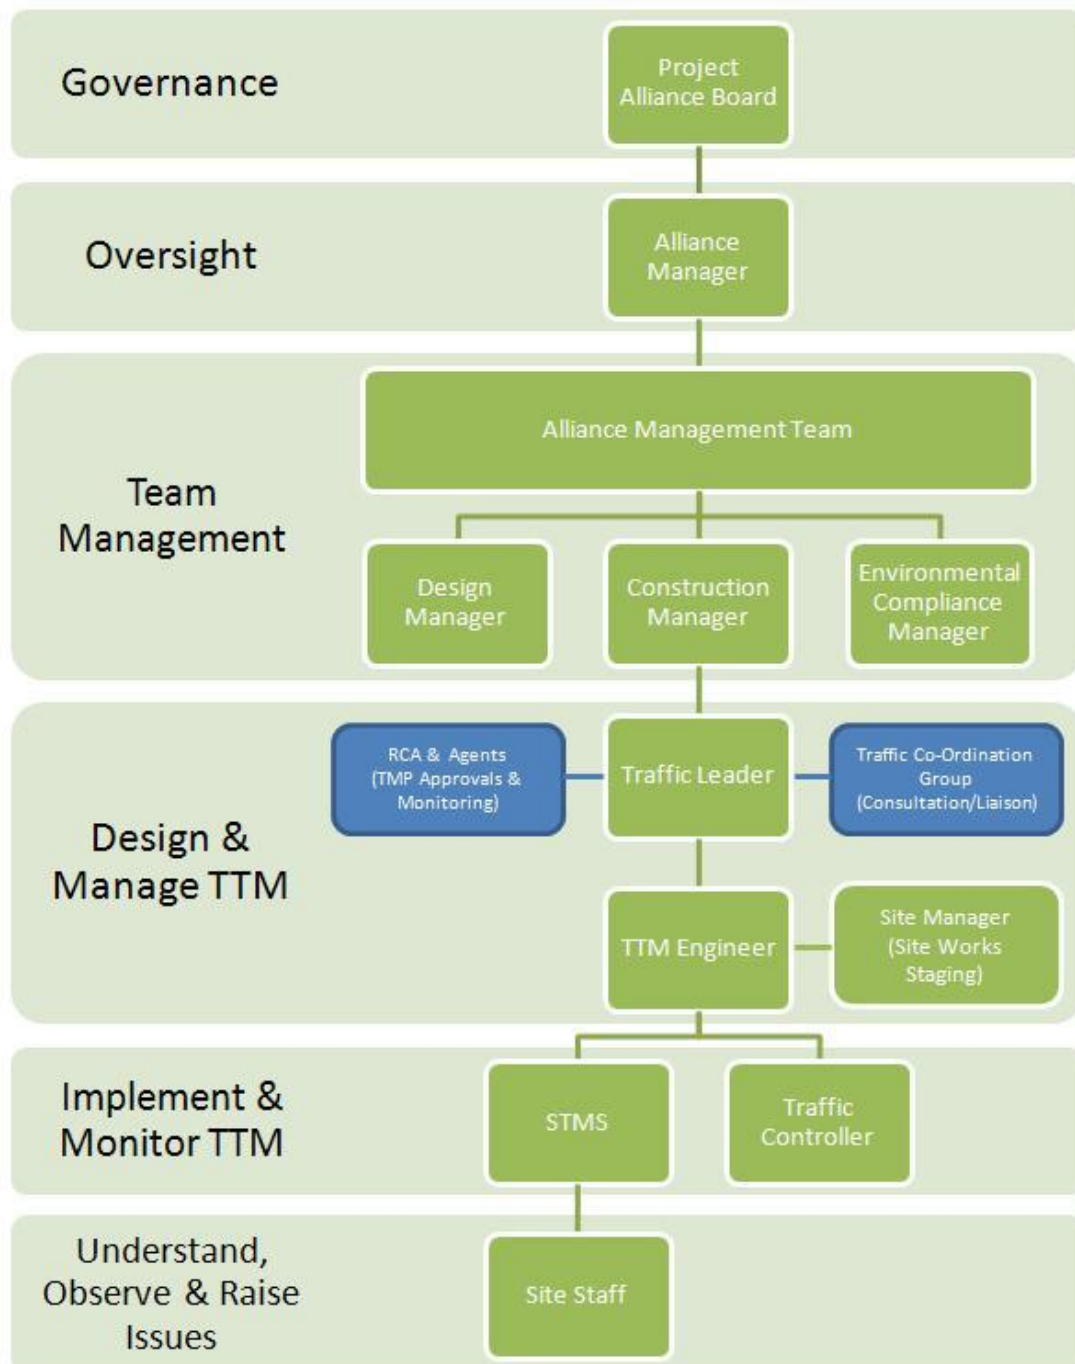 Governance
Project
Alliance Board
Oversight
Alliance
Manager
Team
Management
Alliance Management Team
Design
Manager
Construction
Manager
Environmental
Compliance
Manager
Design &
Manage TTM
RCA & Agents
(TMP Approvals &
Monitoring)
Traffic Leader
Traffic Co-Ordination
Group
(Consultation/Liaison)
TTM Engineer
Site Manager
(Site Works
Staging)
Implement &
Monitor TTM
STMS
Traffic
Controller
Understand,
Observe & Raise
Issues
Site Staff